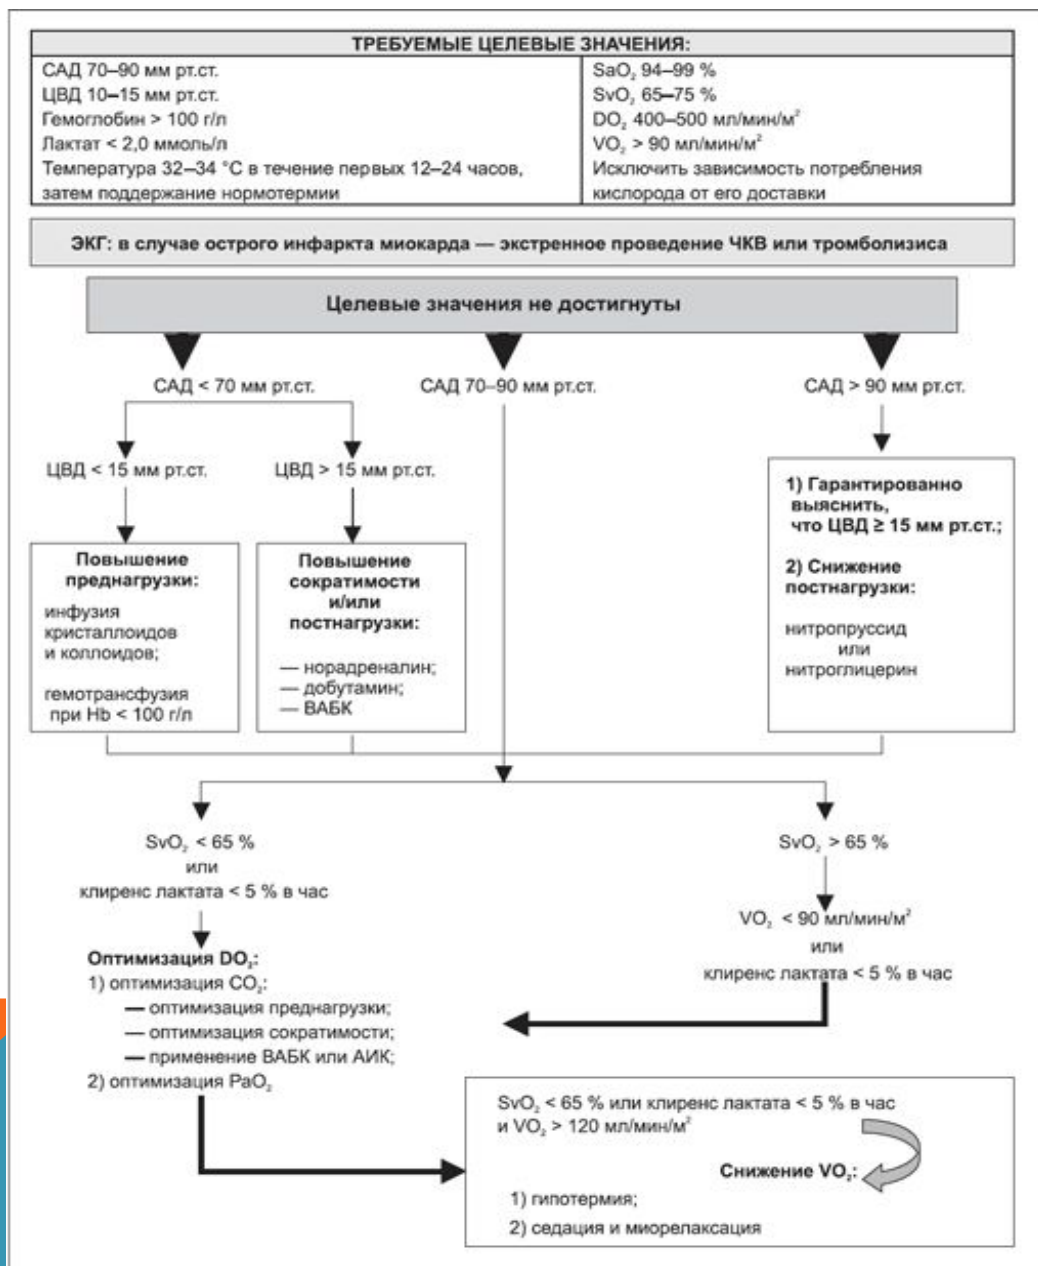 ТРЕБУЕМЫЕ ЦЕЛЕВЫЕ ЗНАЧЕНИЯ:
САД 70–90 мм рт.ст.
ЦВД 10–15 мм рт.ст.
Гемоглобин > 100 г/л
Лактат < 2,0 ммоль/л
Температура 32–34 °С в течение первых 12–24 часов,
затем поддержание нормотермии
SaO₂ 94–99 %
SvO₂ 65–75 %
DO₂ 400–500 мл/мин/м²
VO₂ > 90 мл/мин/м²
Исключить зависимость потребления
кислорода от его доставки
ЭКГ: в случае острого инфаркта миокарда — экстренное проведение ЧКВ или тромболизиса
Целевые значения не достигнуты
САД < 70 мм рт.ст.
САД 70–90 мм рт.ст.
САД > 90 мм рт.ст.
ЦВД < 15 мм рт.ст.
ЦВД > 15 мм рт.ст.
Повышение
преднагрузки:
инфузия
кристаллоидов
и коллоидов;
гемотрансфузия
при Hb < 100 г/л
Повышение
сократимости
и/или
постнагрузки:
— норадреналин;
— добутамин;
— ВАБК
1) Гарантированно
выяснить,
что ЦВД ≥ 15 мм рт.ст.;
2) Снижение
постнагрузки:
нитропруссид
или
нитроглицерин
SvO₂ < 65 %
или
клиренс лактата < 5 % в час
SvO₂ > 65 %
VO₂ < 90 мл/мин/м²
или
клиренс лактата < 5 % в час
Оптимизация DO₂:
1) оптимизация CO₂:
— оптимизация преднагрузки;
— оптимизация сократимости;
— применение ВАБК или АИК;
2) оптимизация PaO₂
SvO₂ < 65 % или клиренс лактата < 5 % в час
и VO₂ > 120 мл/мин/м²
Снижение VO₂:
1) гипотермия;
2) седация и миорелаксация